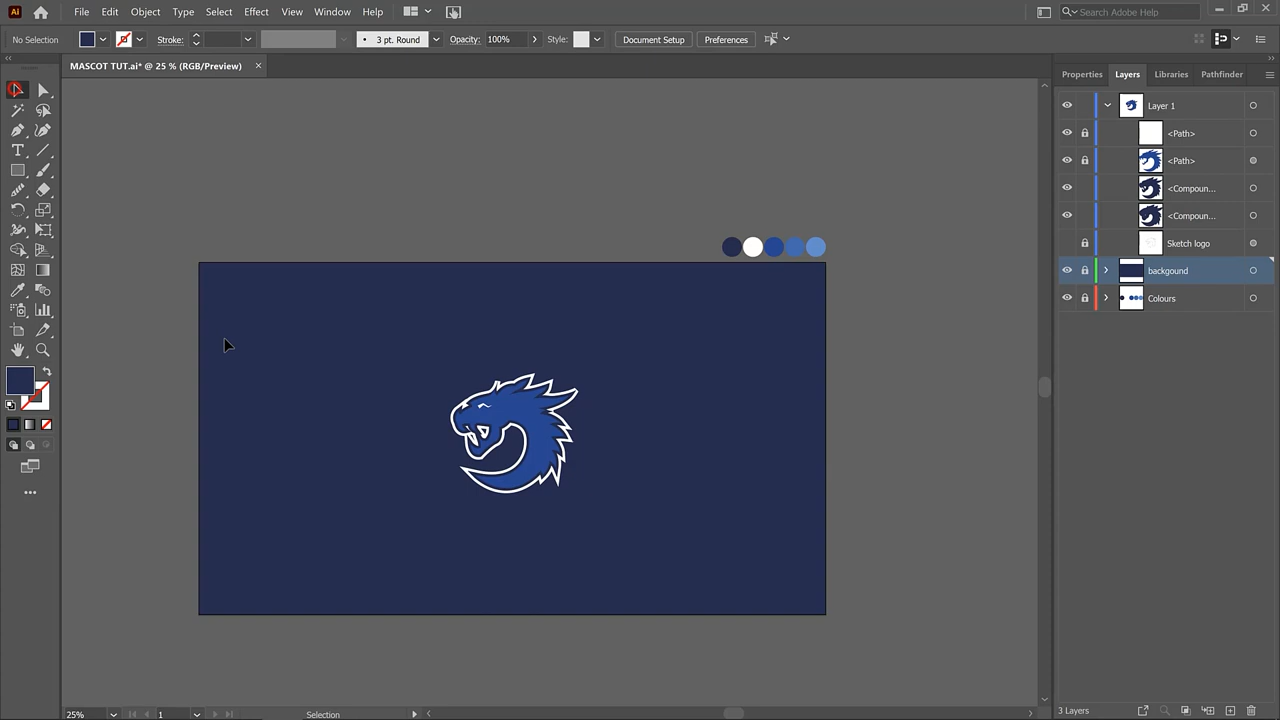 Ai File Edit Object Type Select Effect View Window Help Search Adobe Help
No Selection Stroke: 3 pt. Round Opacity: 100% Style: Document Setup Preferences
MASCOT TUT.ai* @ 25 % (RGB/Preview) ×
Properties Layers Libraries Pathfinder
Layer 1
<Path>
<Path>
<Compoun...
<Compoun...
Sketch logo
backgound
Colours
25% 1 Selection 3 Layers